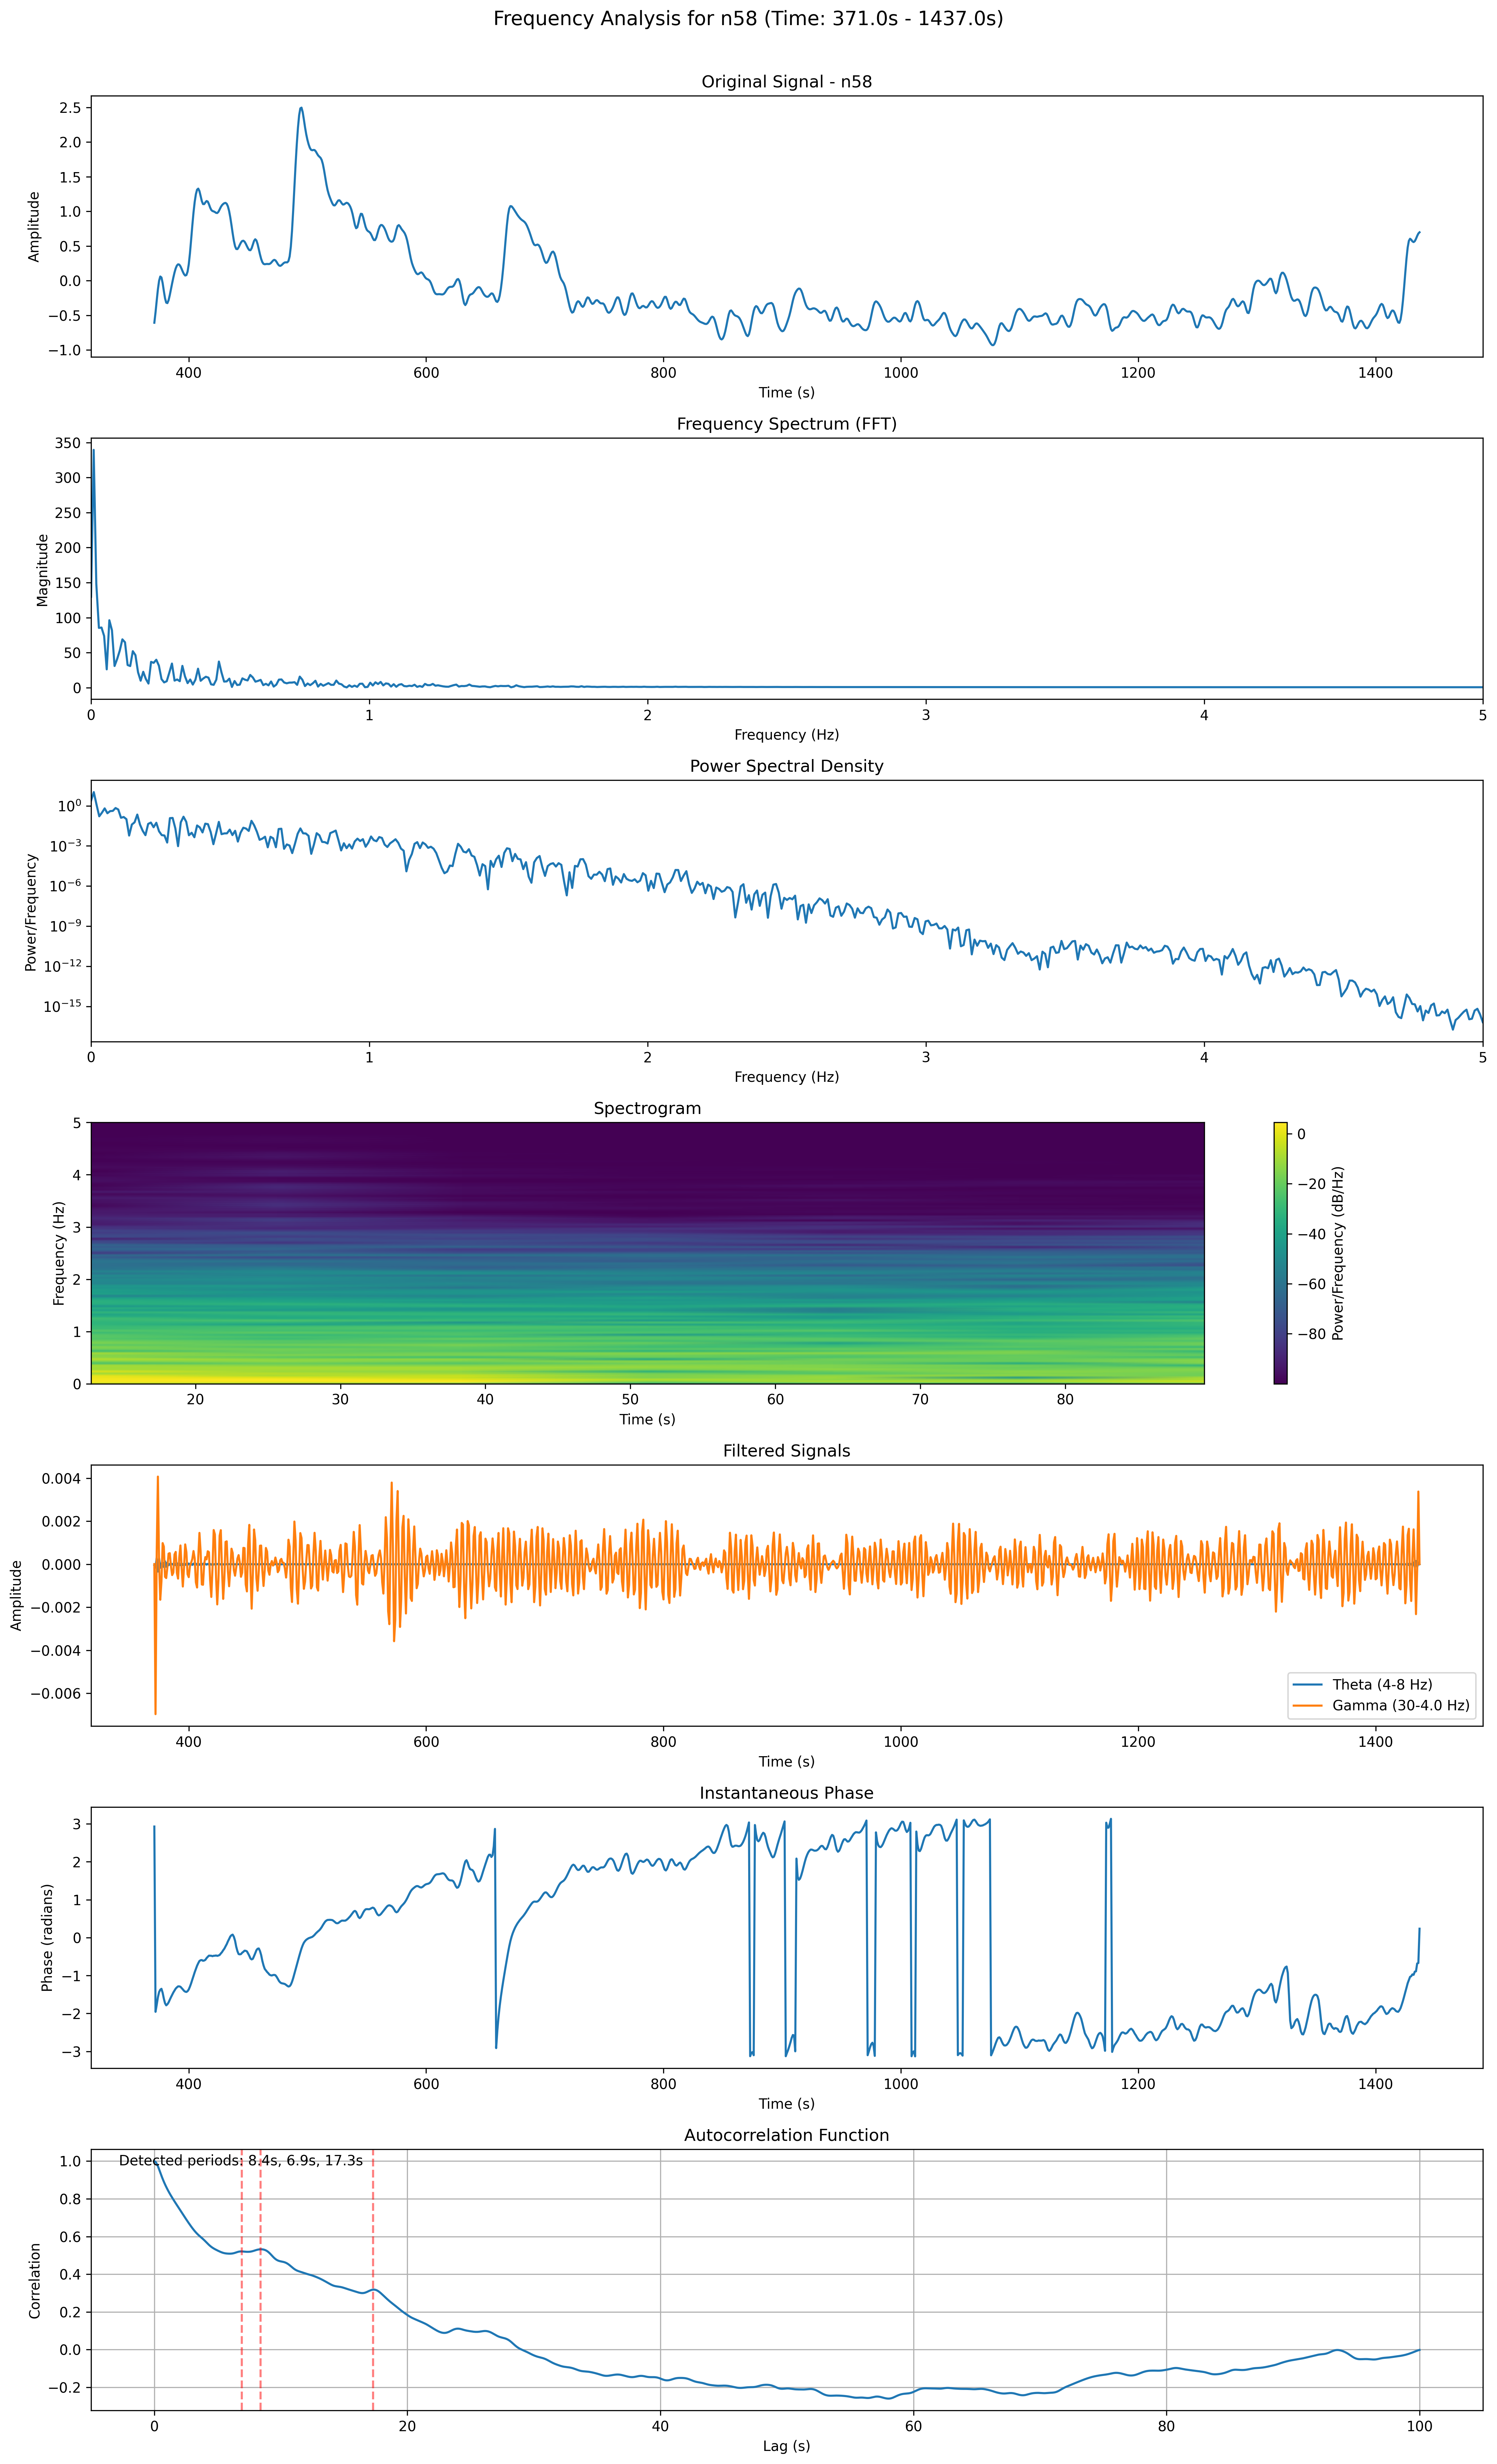 Frequency Analysis for n58 (Time: 371.0s - 1437.0s)
Original Signal - n58
2.5
2.0
1.5
1.0
0.5
0.0
−0.5
−1.0
Amplitude
400 600 800 1000 1200 1400
Time (s)
Frequency Spectrum (FFT)
350
300
250
200
150
100
50
0
Magnitude
0 1 2 3 4 5
Frequency (Hz)
Power Spectral Density
10⁰
10⁻³
10⁻⁶
10⁻⁹
10⁻¹²
10⁻¹⁵
Power/Frequency
0 1 2 3 4 5
Frequency (Hz)
Spectrogram
5
4
3
2
1
0
Frequency (Hz)
20 30 40 50 60 70 80
Time (s)
0
−20
−40
−60
−80
Power/Frequency (dB/Hz)
Filtered Signals
0.004
0.002
0.000
−0.002
−0.004
−0.006
Amplitude
Theta (4-8 Hz)
Gamma (30-4.0 Hz)
400 600 800 1000 1200 1400
Time (s)
Instantaneous Phase
3
2
1
0
−1
−2
−3
Phase (radians)
400 600 800 1000 1200 1400
Time (s)
Autocorrelation Function
Detected periods: 8.4s, 6.9s, 17.3s
1.0
0.8
0.6
0.4
0.2
0.0
−0.2
Correlation
0 20 40 60 80 100
Lag (s)